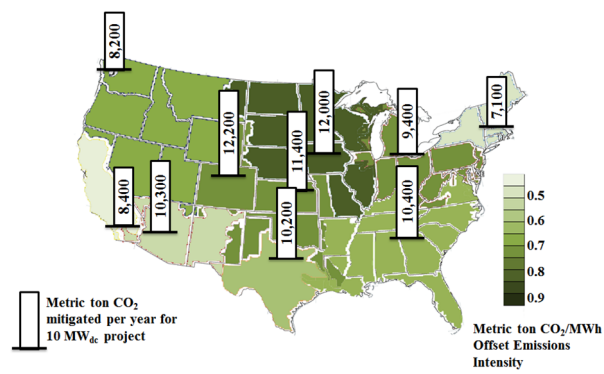 8,200
12,200
12,000
11,400
9,400
7,100
8,400
10,300
10,200
10,400
0.5
0.6
0.7
0.8
0.9
Metric ton CO2
mitigated per year for
10 MWdc project
Metric ton CO2/MWh
Offset Emissions
Intensity